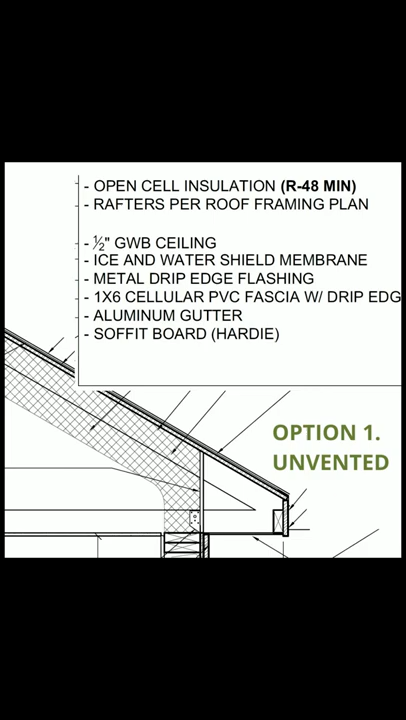 - OPEN CELL INSULATION (R-48 MIN)
- RAFTERS PER ROOF FRAMING PLAN
- ½" GWB CEILING
- ICE AND WATER SHIELD MEMBRANE
- METAL DRIP EDGE FLASHING
- 1X6 CELLULAR PVC FASCIA W/ DRIP EDG
- ALUMINUM GUTTER
- SOFFIT BOARD (HARDIE)
OPTION 1.
UNVENTED